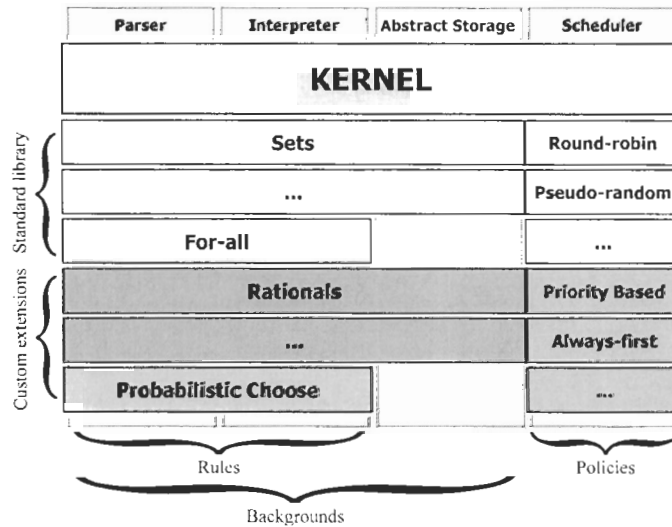 Parser Interpreter Abstract Storage Scheduler
KERNEL
Standard library
Sets Round-robin
... Pseudo-random
For-all ...
Custom extensions
Rationals Priority Based
... Always-first
Probabilistic Choose ...
Rules Policies
Backgrounds